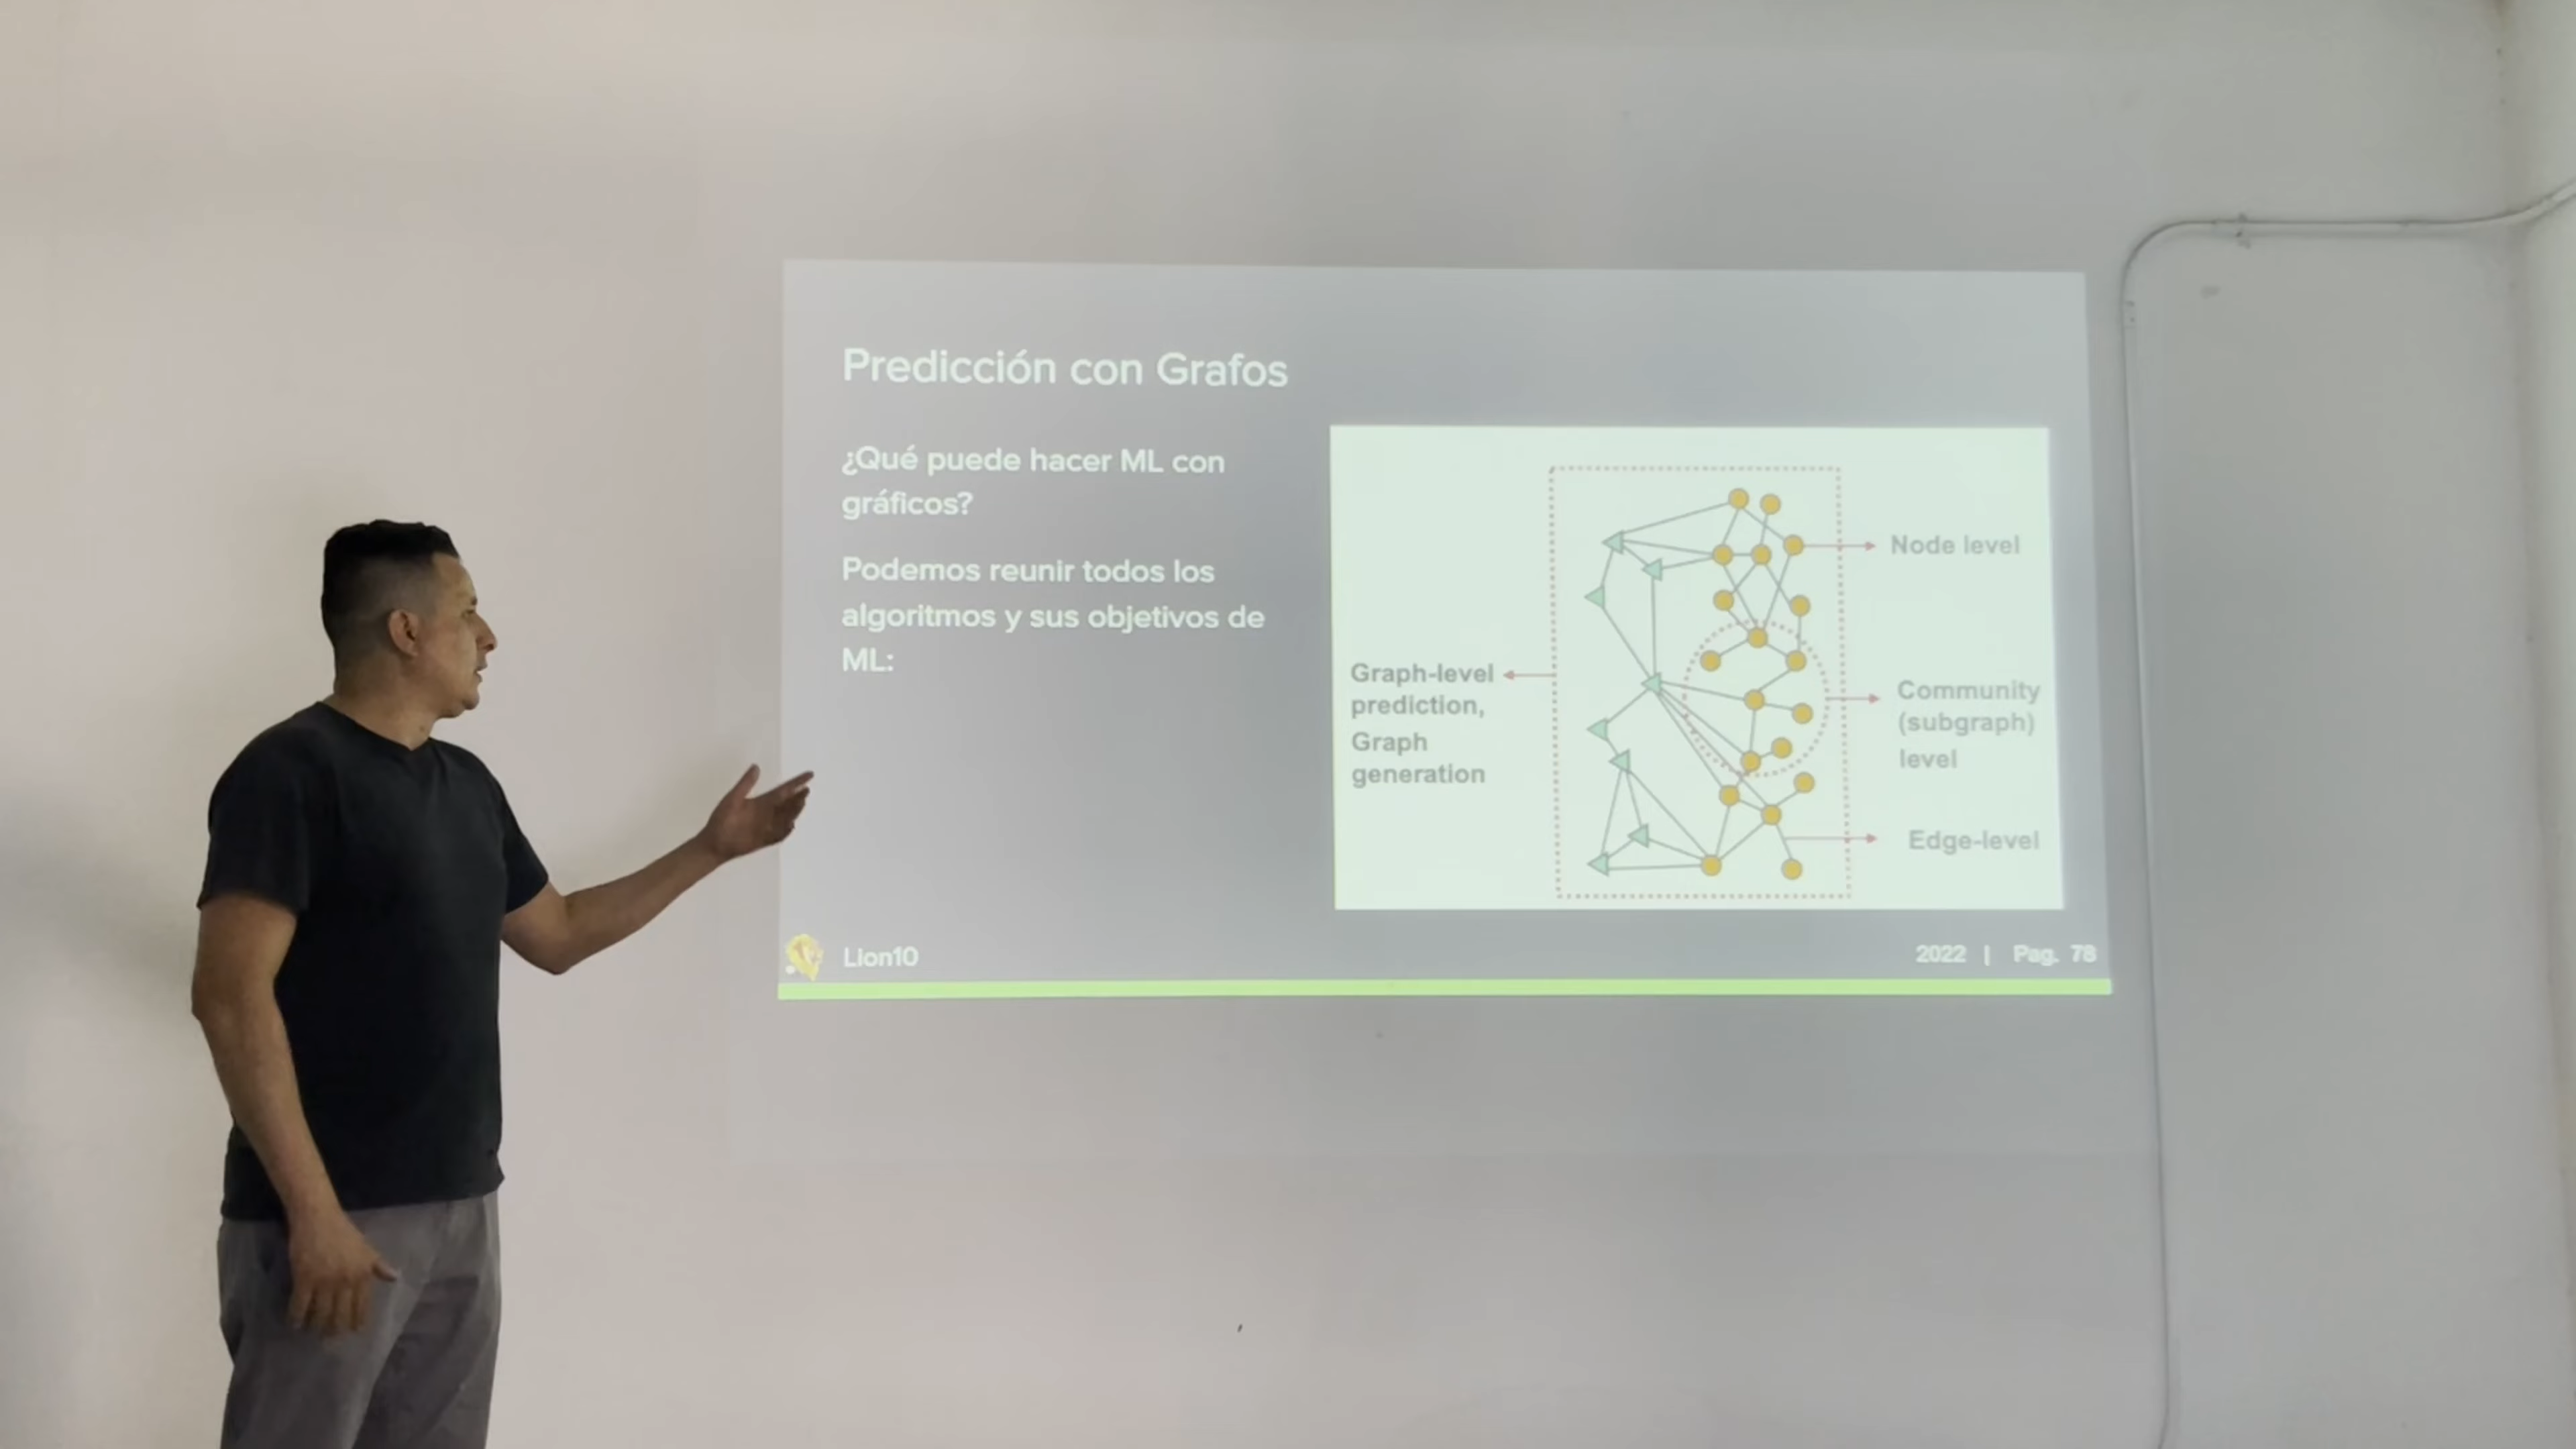 Predicción con Grafos
¿Qué puede hacer ML con
gráficos?
Podemos reunir todos los
algoritmos y sus objetivos de
ML:
Graph-level
prediction,
Graph
generation
Node level
Community
(subgraph)
level
Edge-level
Lion10
2022 | Pag. 78